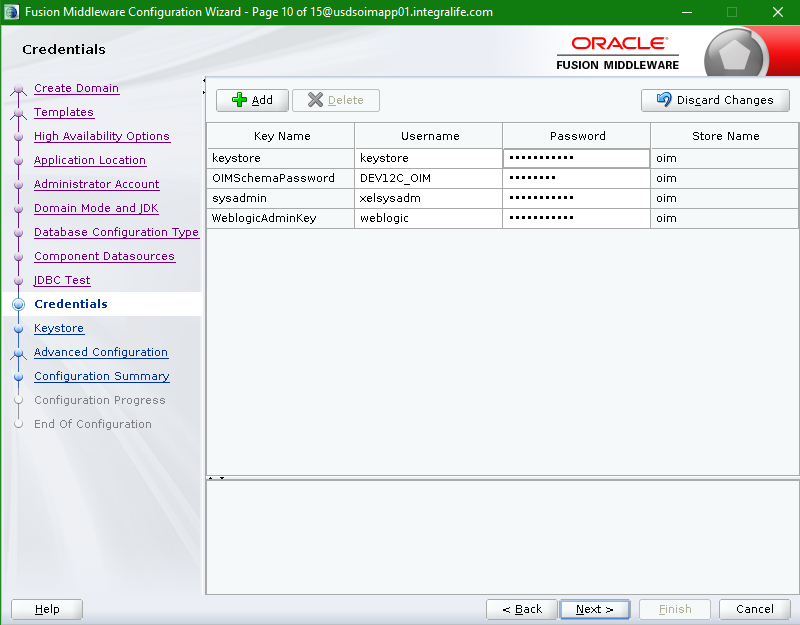 Fusion Middleware Configuration Wizard - Page 10 of 15@usdsoimapp01.integralife.com
Credentials
ORACLE
FUSION MIDDLEWARE
Create Domain
Templates
High Availability Options
Application Location
Administrator Account
Domain Mode and JDK
Database Configuration Type
Component Datasources
JDBC Test
Credentials
Keystore
Advanced Configuration
Configuration Summary
Configuration Progress
End Of Configuration
Add Delete Discard Changes
Key Name Username Password Store Name
keystore keystore ••••••••••• oim
OIMSchemaPassword DEV12C_OIM •••••••• oim
sysadmin xelsysadm ••••••••••• oim
WeblogicAdminKey weblogic ••••••••••• oim
Help < Back Next > Finish Cancel